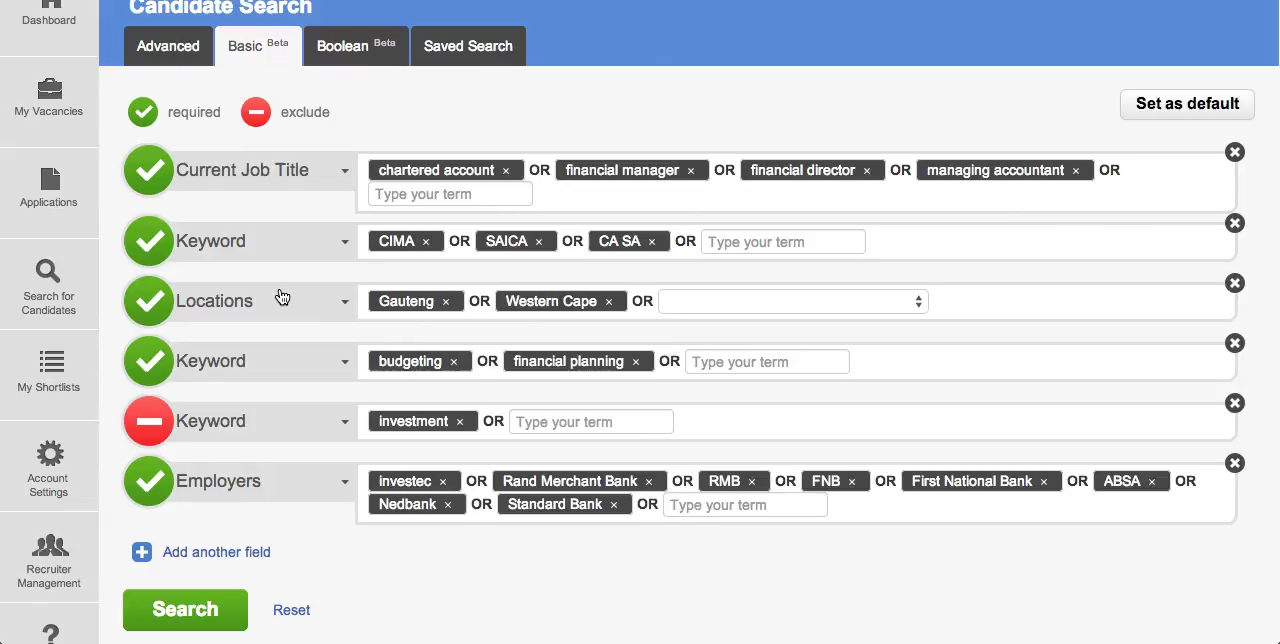 Dashboard
Candidate Search
Advanced Basic Beta Boolean Beta Saved Search
My Vacancies
required exclude Set as default
Current Job Title chartered account × OR financial manager × OR financial director × OR managing accountant × OR
Type your term
Applications
Keyword CIMA × OR SAICA × OR CA SA × OR Type your term
Search for
Candidates
Locations Gauteng × OR Western Cape × OR
My Shortlists
Keyword budgeting × OR financial planning × OR Type your term
Keyword investment × OR Type your term
Account
Settings
Employers investec × OR Rand Merchant Bank × OR RMB × OR FNB × OR First National Bank × OR ABSA × OR
Nedbank × OR Standard Bank × OR Type your term
Add another field
Recruiter
Management
Search Reset
?